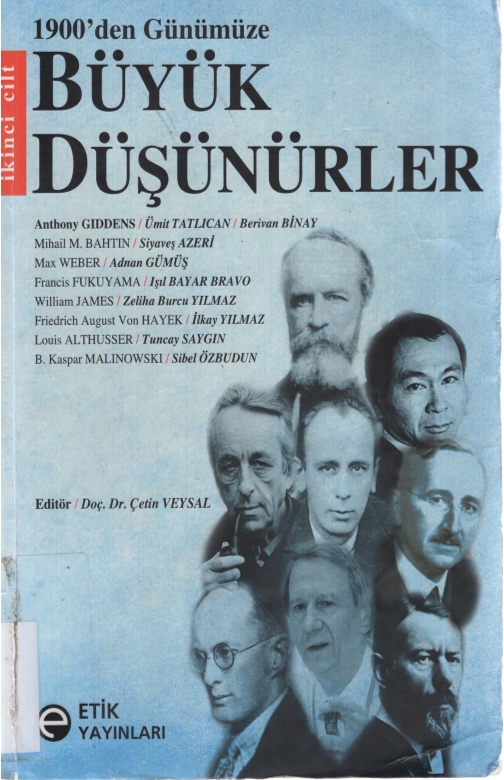 1900'den Günümüze
BÜYÜK
DÜŞÜNÜRLER
ikinci cilt
Anthony GIDDENS / Ümit TATLICAN / Berivan BİNAY
Mihail M. BAHTIN / Siyaveş AZERİ
Max WEBER / Adnan GÜMÜŞ
Francis FUKUYAMA / Işıl BAYAR BRAVO
William JAMES / Zeliha Burcu YILMAZ
Friedrich August Von HAYEK / İlkay YILMAZ
Louis ALTHUSSER / Tuncay SAYGIN
B. Kaspar MALINOWSKI / Sibel ÖZBUDUN
Editör / Doç. Dr. Çetin VEYSAL
e ETİK
YAYINLARI